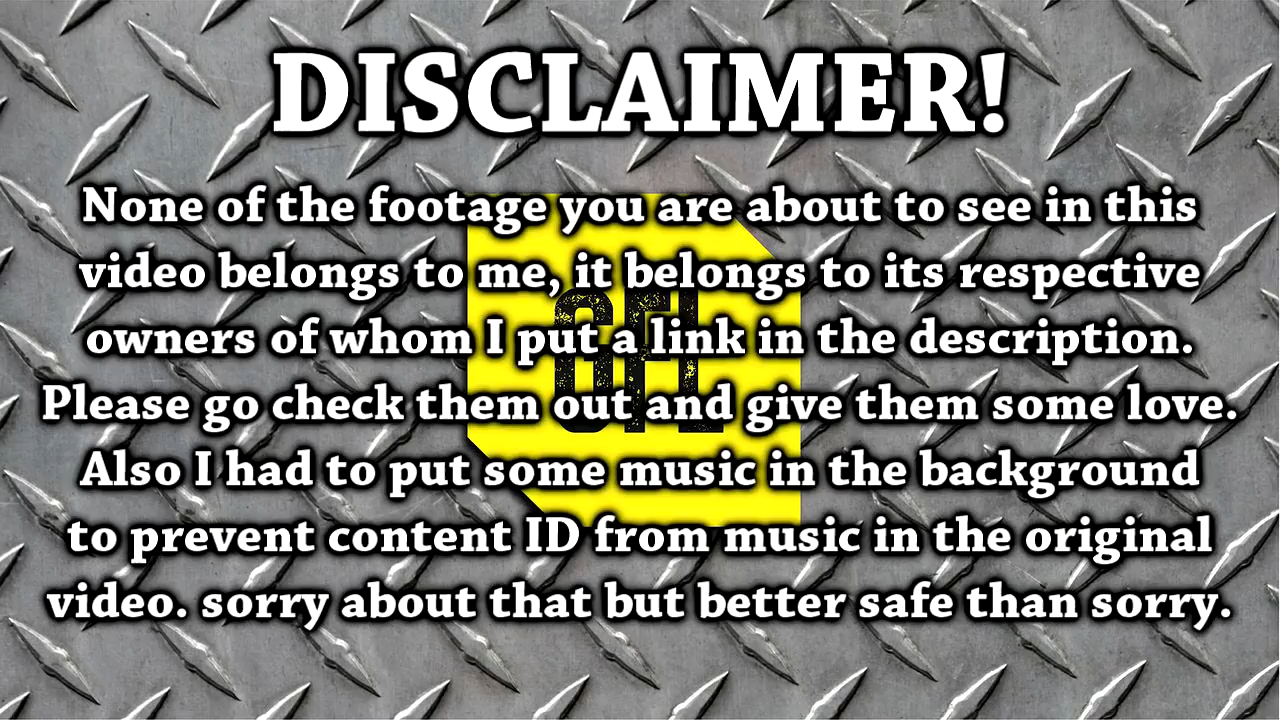 DISCLAIMER!
None of the footage you are about to see in this
video belongs to me, it belongs to its respective
owners of whom I put a link in the description.
Please go check them out and give them some love.
Also I had to put some music in the background
to prevent content ID from music in the original
video. sorry about that but better safe than sorry.
GFL